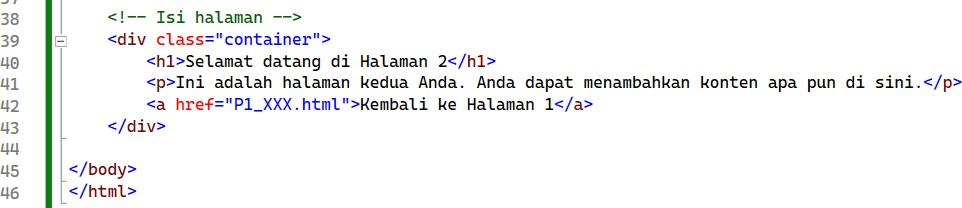 38 <!-- Isi halaman -->
39 <div class="container">
40 <h1>Selamat datang di Halaman 2</h1>
41 <p>Ini adalah halaman kedua Anda. Anda dapat menambahkan konten apa pun di sini.</p>
42 <a href="P1_XXX.html">Kembali ke Halaman 1</a>
43 </div>
44
45 </body>
46 </html>